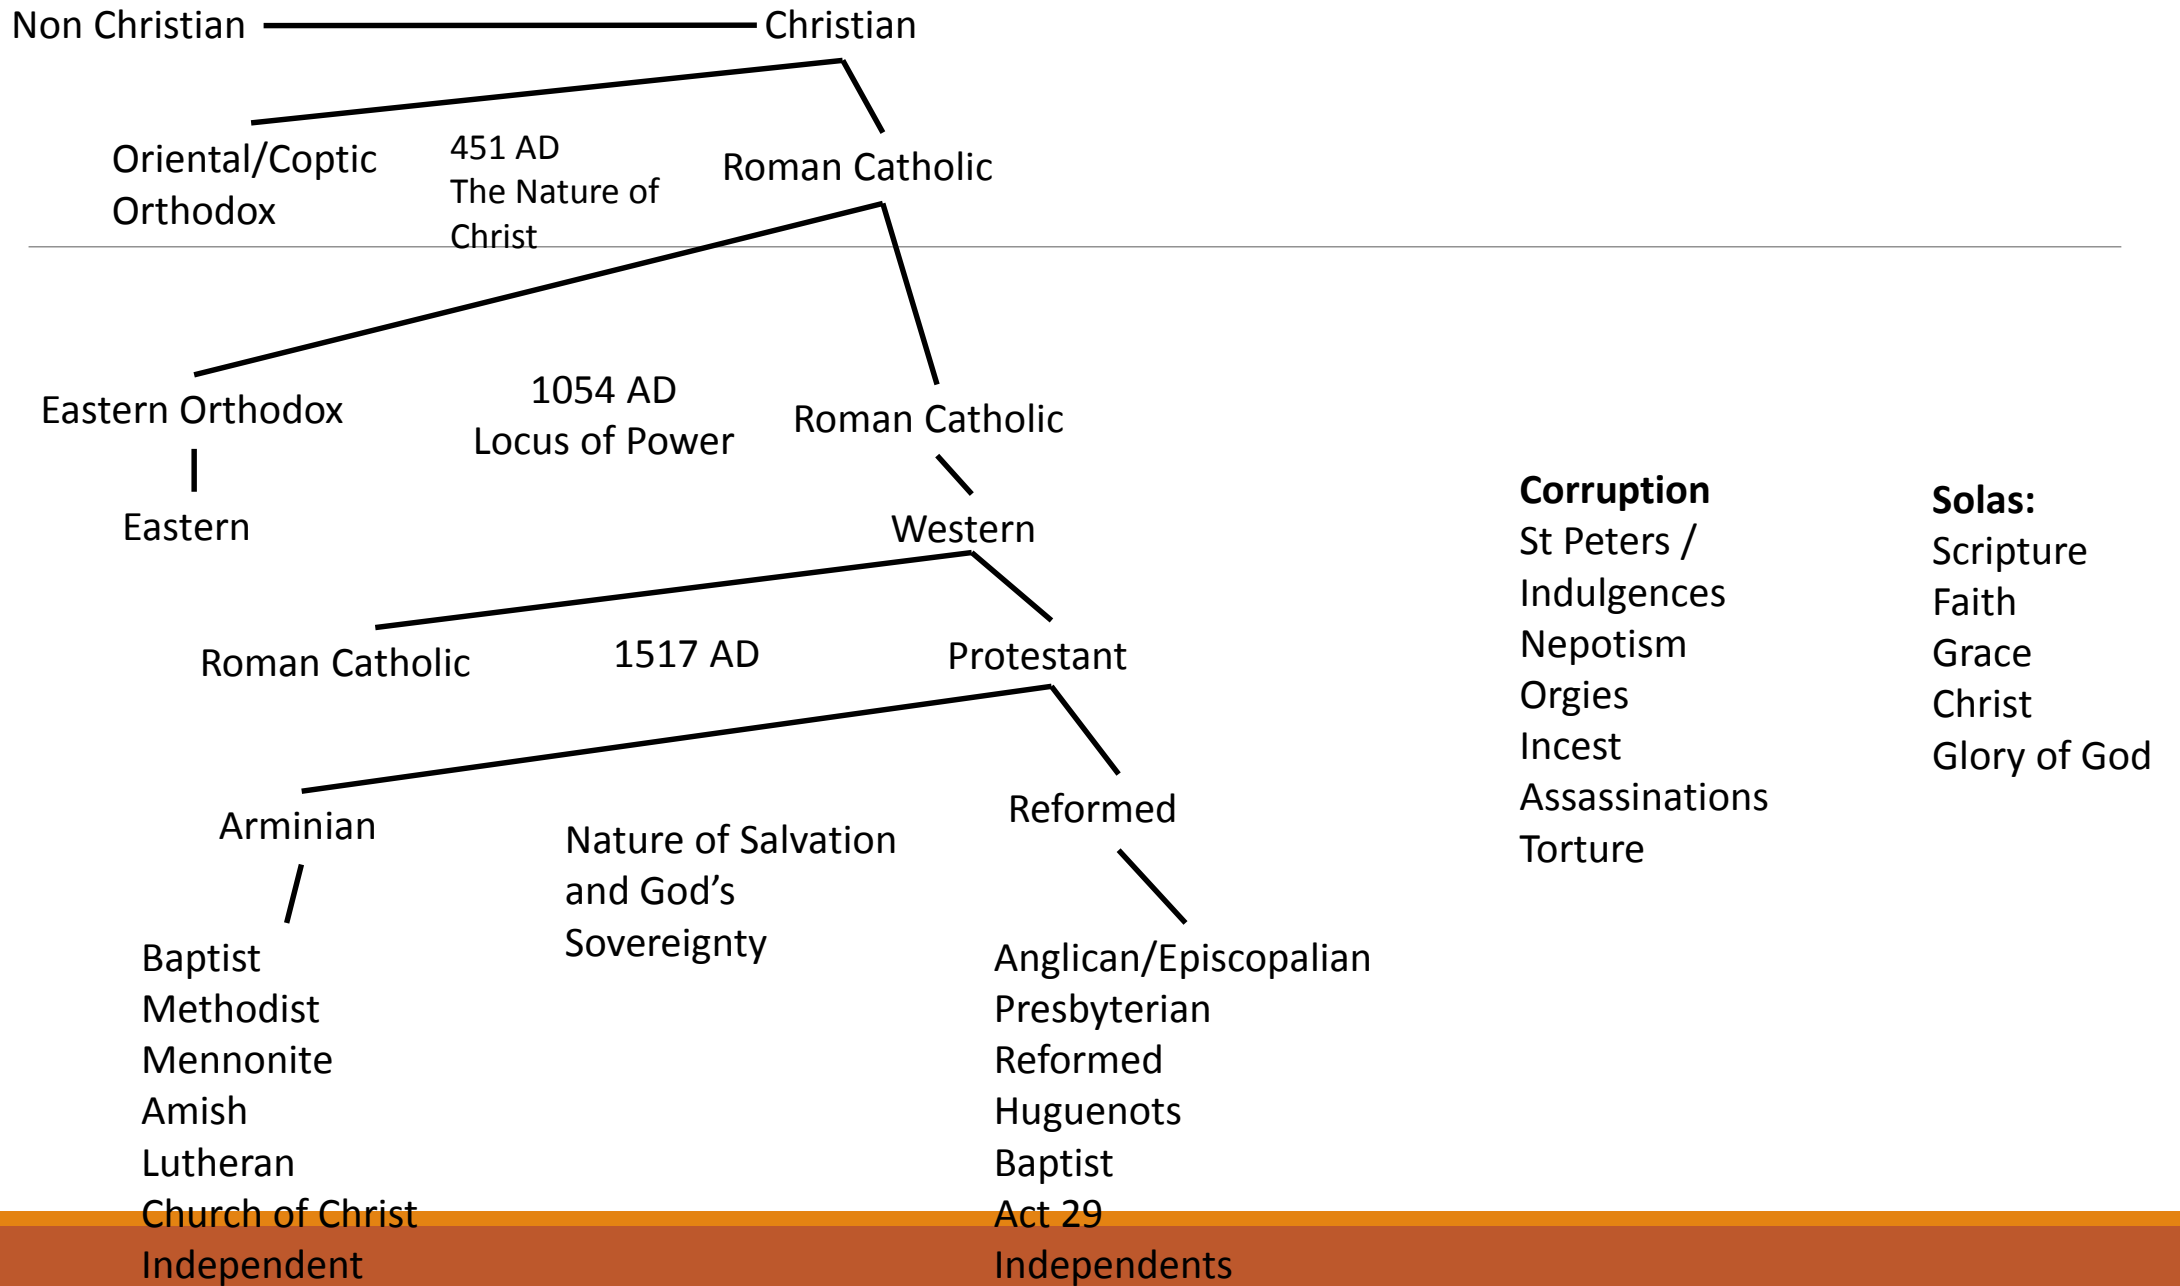 Non Christian
Christian
Oriental/Coptic
Orthodox
451 AD
The Nature of
Christ
Roman Catholic
Eastern Orthodox
1054 AD
Locus of Power
Roman Catholic
Eastern
Western
Roman Catholic
1517 AD
Protestant
Arminian
Nature of Salvation
and God’s
Sovereignty
Reformed
Baptist
Methodist
Mennonite
Amish
Lutheran
Church of Christ
Independent
Anglican/Episcopalian
Presbyterian
Reformed
Huguenots
Baptist
Act 29
Independents
Corruption
St Peters /
Indulgences
Nepotism
Orgies
Incest
Assassinations
Torture
Solas:
Scripture
Faith
Grace
Christ
Glory of God